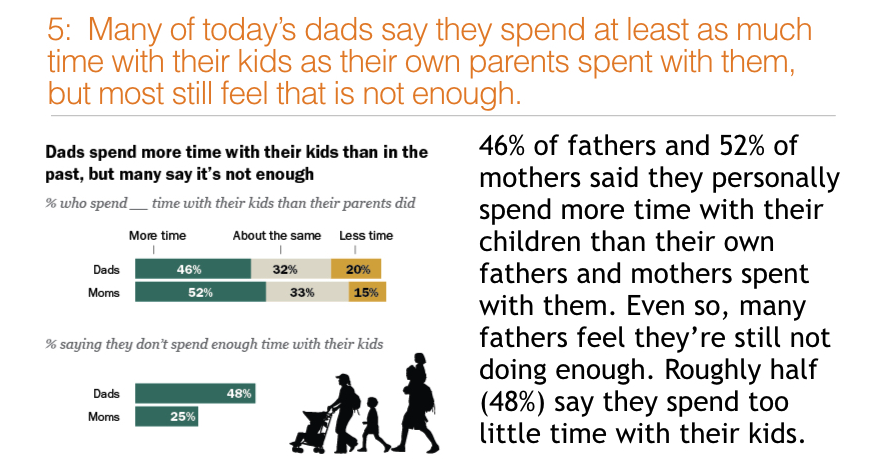 5:  Many of today’s dads say they spend at least as much
time with their kids as their own parents spent with them,
but most still feel that is not enough.
Dads spend more time with their kids than in the
past, but many say it’s not enough
% who spend __ time with their kids than their parents did
More time About the same Less time
Dads 46% 32% 20%
Moms 52% 33% 15%
% saying they don’t spend enough time with their kids
Dads 48%
Moms 25%
46% of fathers and 52% of
mothers said they personally
spend more time with their
children than their own
fathers and mothers spent
with them. Even so, many
fathers feel they’re still not
doing enough. Roughly half
(48%) say they spend too
little time with their kids.